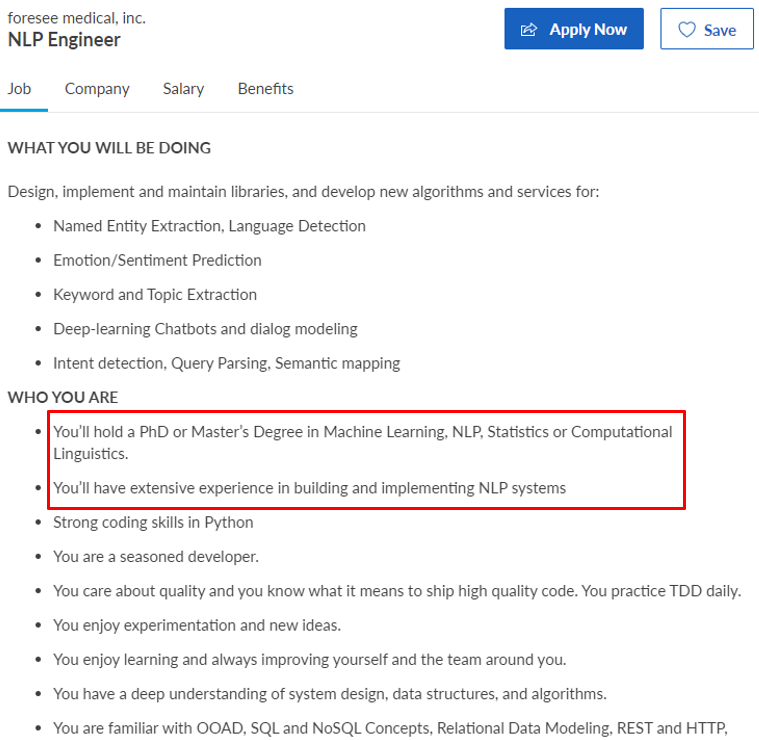 foresee medical, inc.
NLP Engineer
Apply Now
Save
Job Company Salary Benefits
WHAT YOU WILL BE DOING
Design, implement and maintain libraries, and develop new algorithms and services for:
• Named Entity Extraction, Language Detection
• Emotion/Sentiment Prediction
• Keyword and Topic Extraction
• Deep-learning Chatbots and dialog modeling
• Intent detection, Query Parsing, Semantic mapping
WHO YOU ARE
• You’ll hold a PhD or Master’s Degree in Machine Learning, NLP, Statistics or Computational
Linguistics.
• You’ll have extensive experience in building and implementing NLP systems
• Strong coding skills in Python
• You are a seasoned developer.
• You care about quality and you know what it means to ship high quality code. You practice TDD daily.
• You enjoy experimentation and new ideas.
• You enjoy learning and always improving yourself and the team around you.
• You have a deep understanding of system design, data structures, and algorithms.
• You are familiar with OOAD, SQL and NoSQL Concepts, Relational Data Modeling, REST and HTTP,